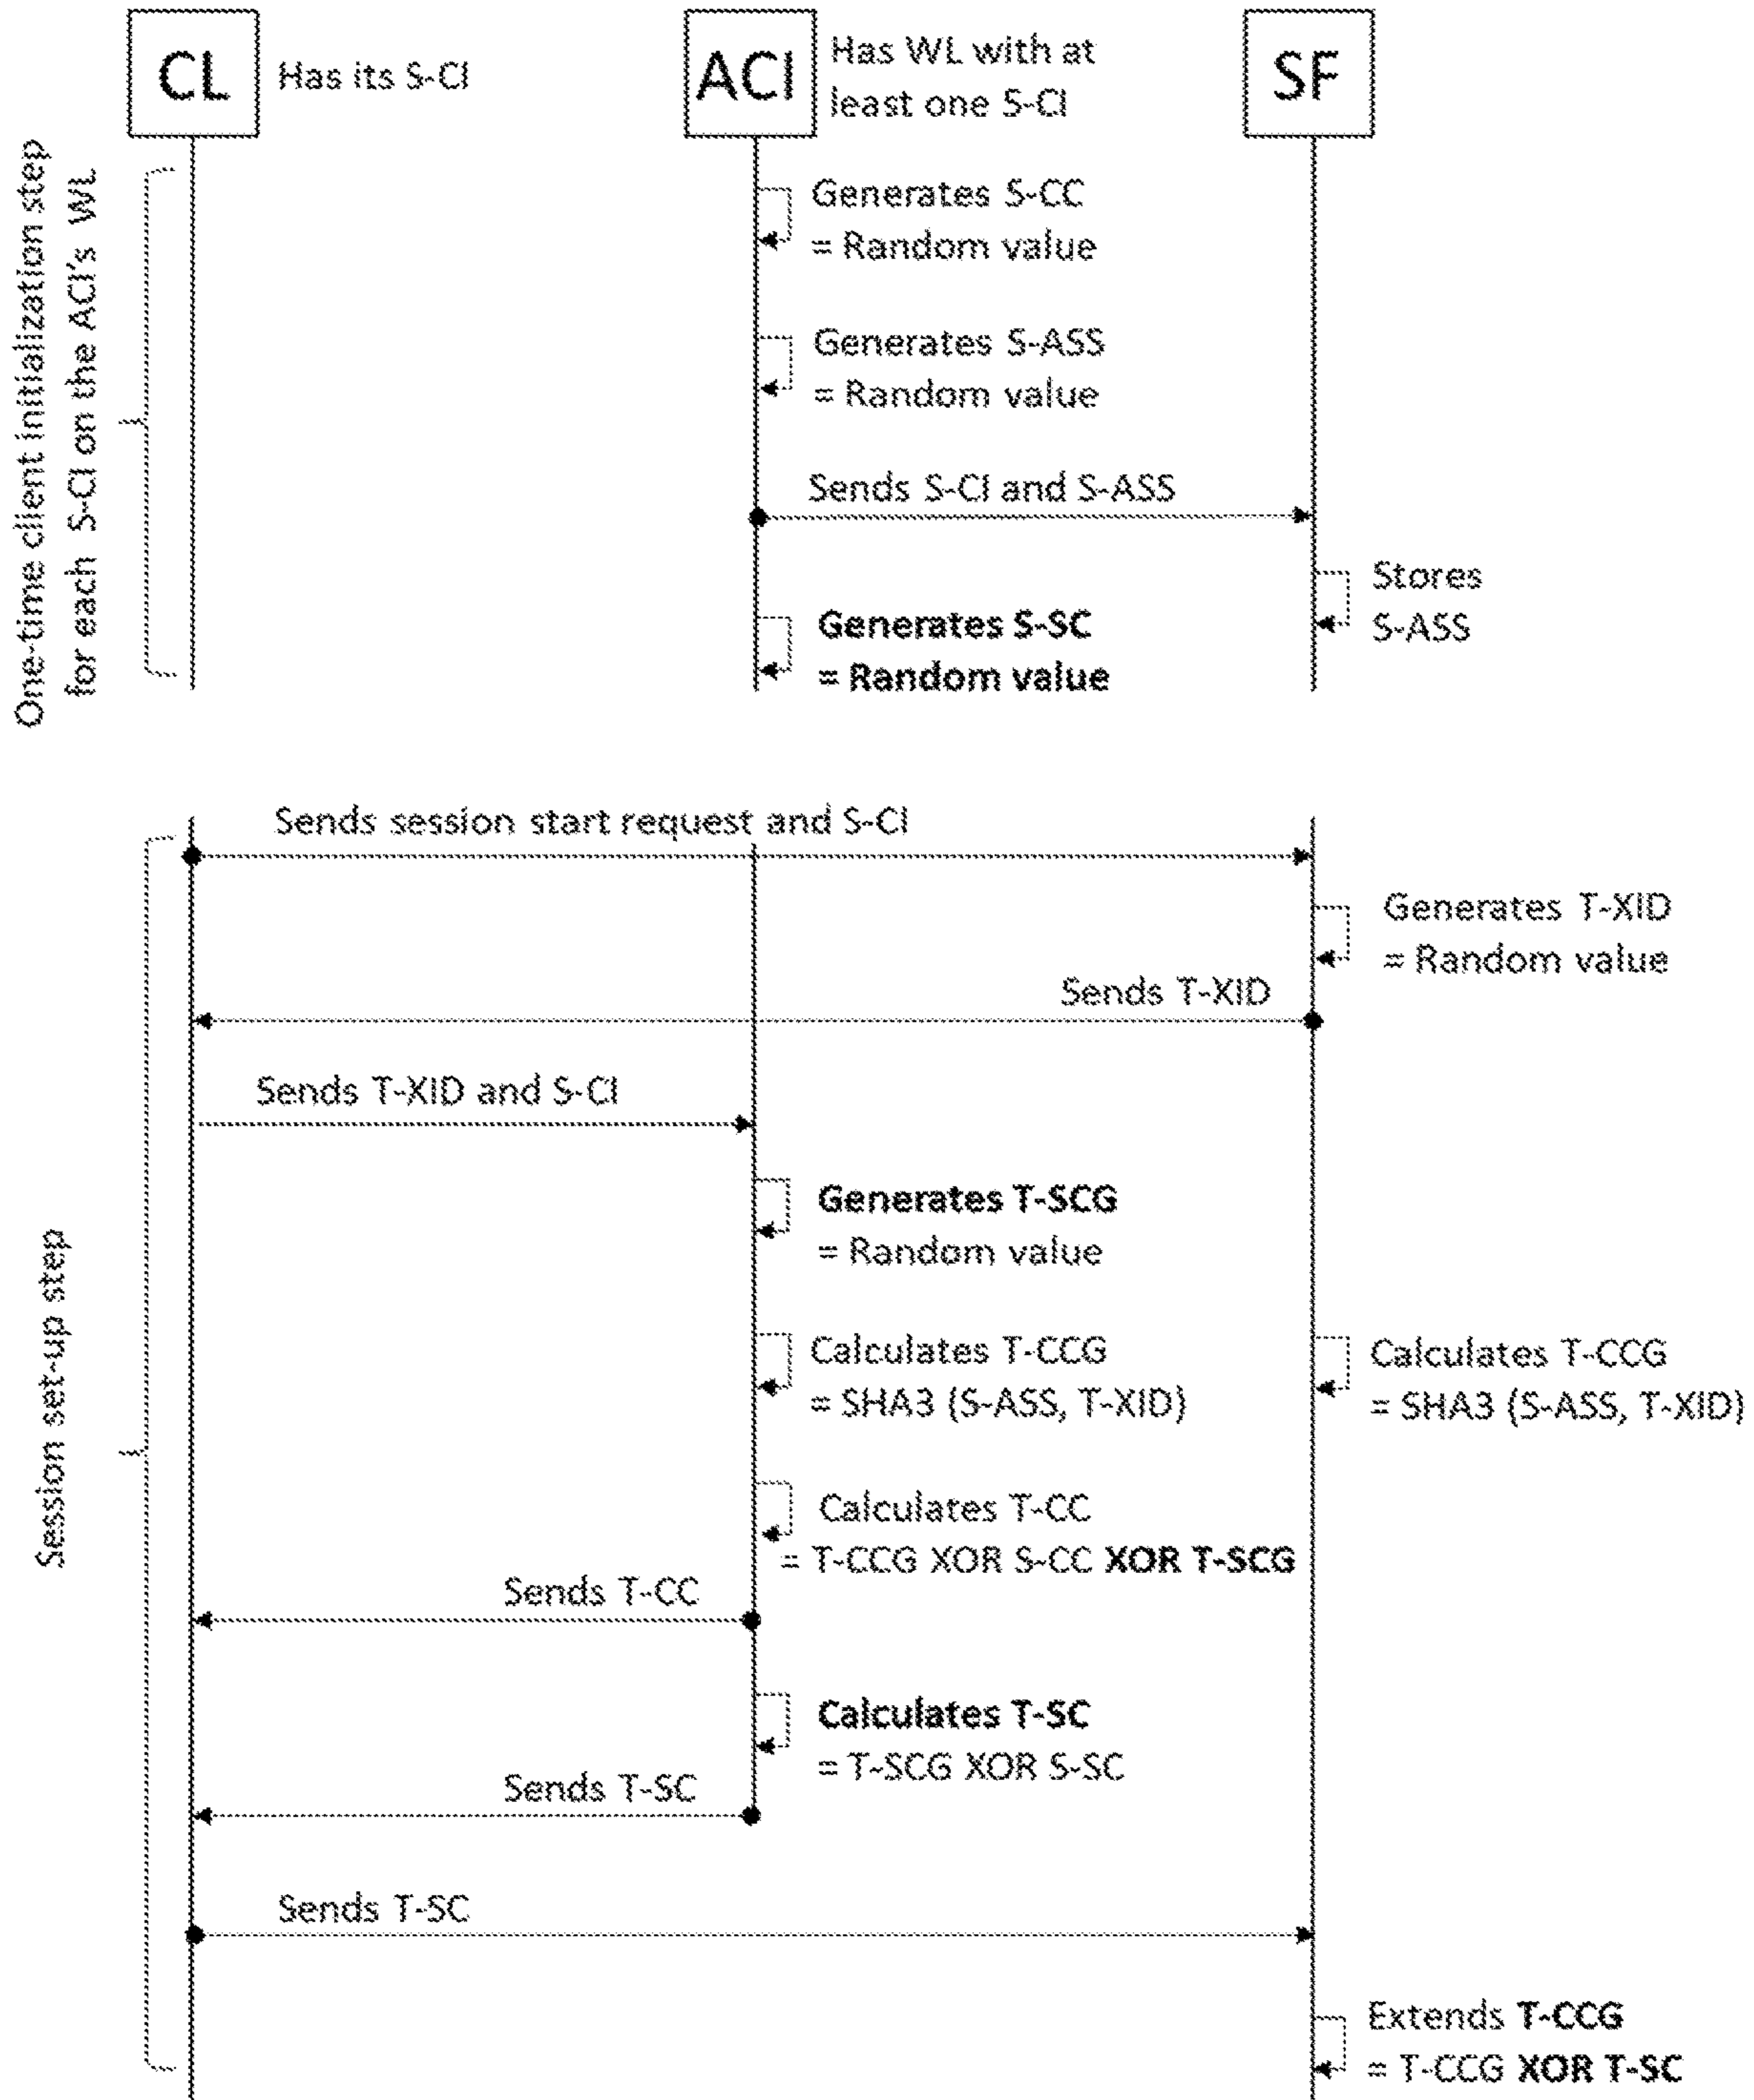 CL
Has its S-CI
ACI
Has WL with at
least one S-CI
SF
One-time client initialization step
for each S-CI on the ACI's WL
Generates S-CC
= Random value
Generates S-ASS
= Random value
Sends S-CI and S-ASS
Stores
S-ASS
Generates S-SC
= Random value
Session set-up step
Sends session start request and S-CI
Generates T-XID
= Random value
Sends T-XID
Sends T-XID and S-CI
Generates T-SCG
= Random value
Calculates T-CCG
= SHA3 (S-ASS, T-XID)
Calculates T-CCG
= SHA3 (S-ASS, T-XID)
Calculates T-CC
= T-CCG XOR S-CC XOR T-SCG
Sends T-CC
Calculates T-SC
= T-SCG XOR S-SC
Sends T-SC
Sends T-SC
Extends T-CCG
= T-CCG XOR T-SC